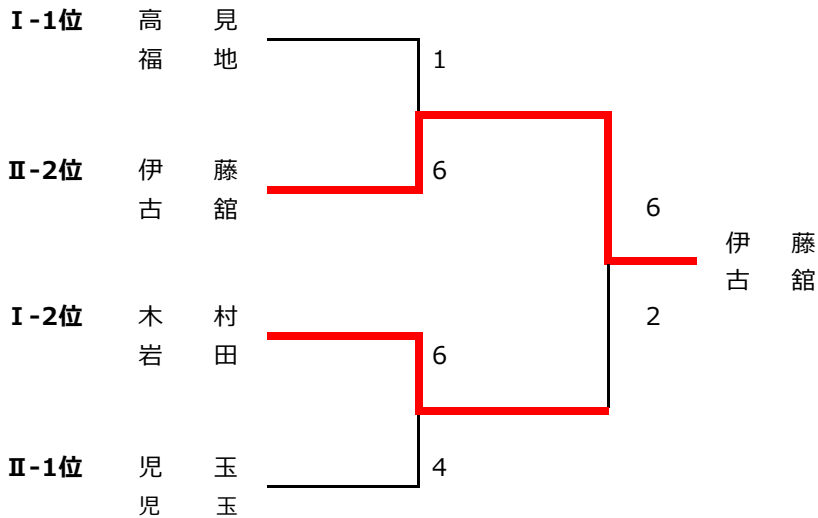 Ⅰ-1位 高 見
福 地
1
Ⅱ-2位 伊 藤
古 舘
6
6
伊 藤
古 舘
Ⅰ-2位 木 村
岩 田
6
2
Ⅱ-1位 児 玉
児 玉
4